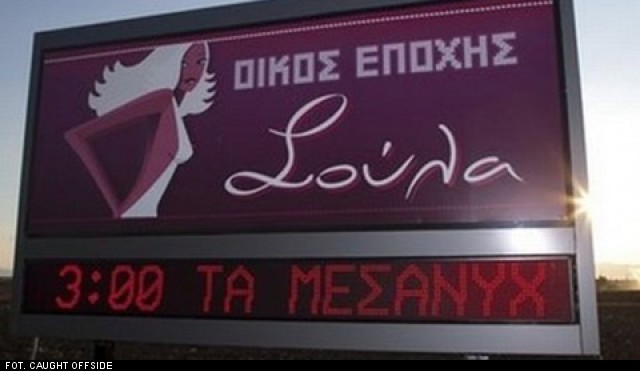 ΟΙΚΟΣ ΕΠΟΧΗΣ
Σούλα
3:00 ΤΑ ΜΕΣΑΝΥΧ
FOT. CAUGHT OFFSIDE